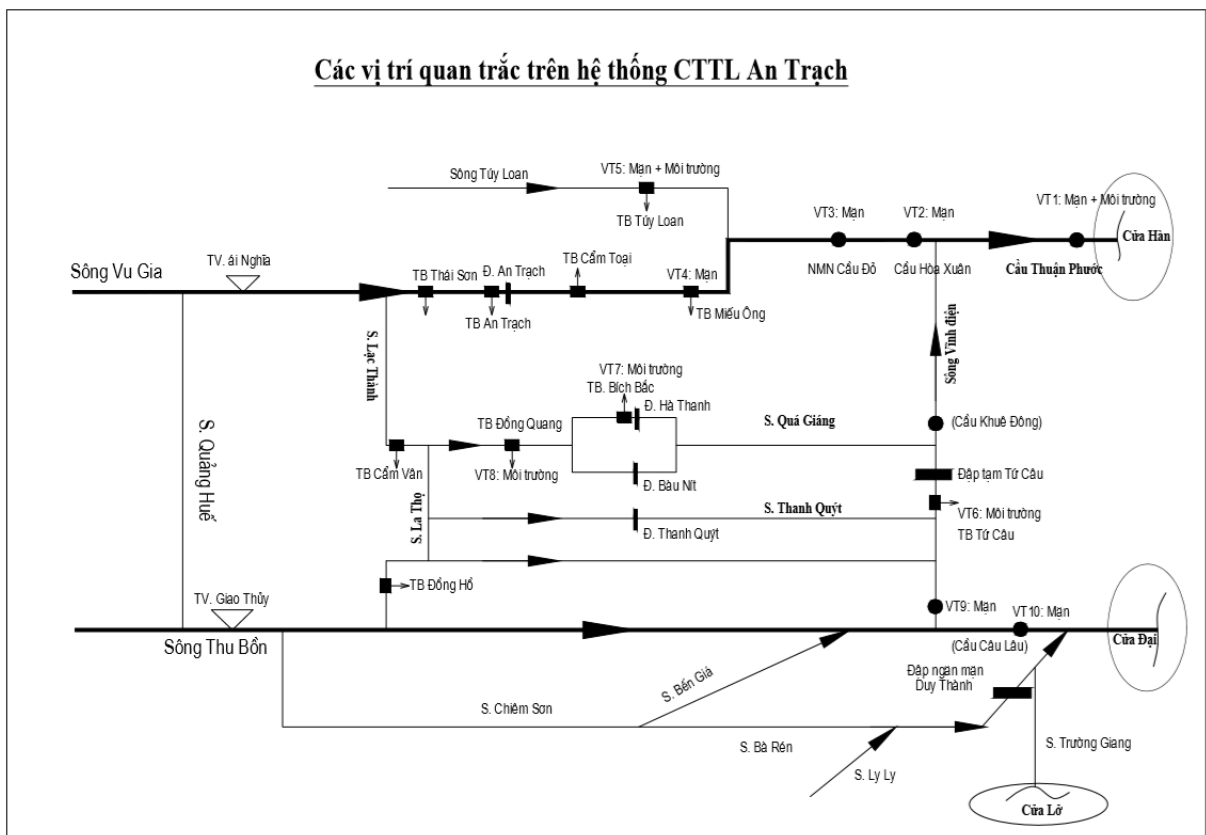 Các vị trí quan trắc trên hệ thống CTTL An Trạch
Sông Túy Loan
VT5: Mạn + Môi trường
TB Túy Loan
VT3: Mạn
VT2: Mạn
VT1: Mạn + Môi trường
Cửa Hàn
NMN Cầu Đỏ
Cầu Hòa Xuân
Cầu Thuận Phước
Sông Vu Gia
TV. ái Nghĩa
TB Thái Sơn
Đ. An Trạch
TB Cẩm Toại
VT4: Mạn
TB An Trạch
TB Miếu Ông
S. Lạc Thành
Sông Vĩnh điện
S. Quảng Huế
VT7: Môi trường
TB. Bích Bắc
Đ. Hà Thanh
TB Đồng Quang
S. Quá Giáng
(Cầu Khuê Đông)
TB Cẩm Vân
VT8: Môi trường
Đ. Bàu Nít
Đập tạm Tứ Câu
S. La Thọ
S. Thanh Quýt
Đ. Thanh Quýt
VT6: Môi trường
TB Tứ Câu
TB Đồng Hồ
TV. Giao Thủy
VT9: Mạn
VT10: Mạn
Sông Thu Bồn
(Cầu Câu Lâu)
Cửa Đại
S. Bến Giá
Đập ngăn mặn
Duy Thành
S. Chiêm Sơn
S. Bà Rén
S. Trường Giang
S. Ly Ly
Cửa Lở